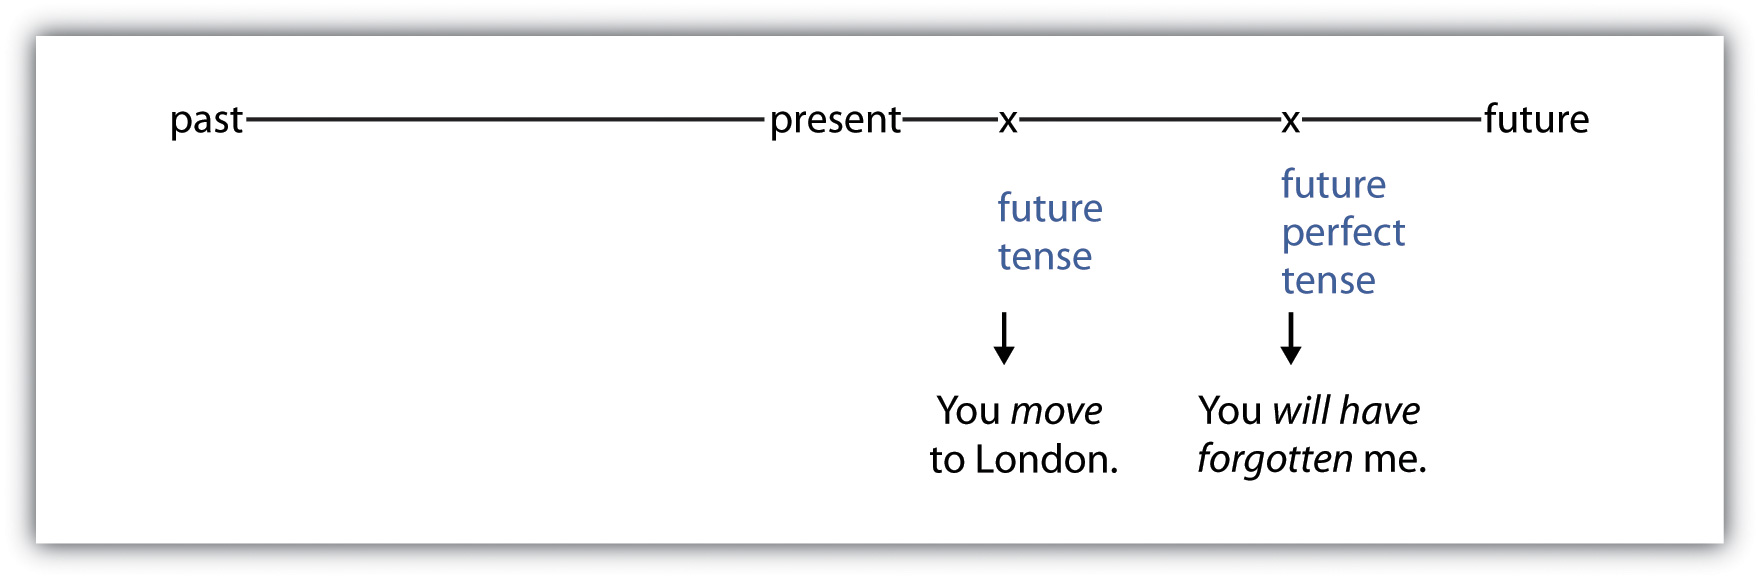 past present x x future
future
tense
future
perfect
tense
You move
to London.
You will have
forgotten me.